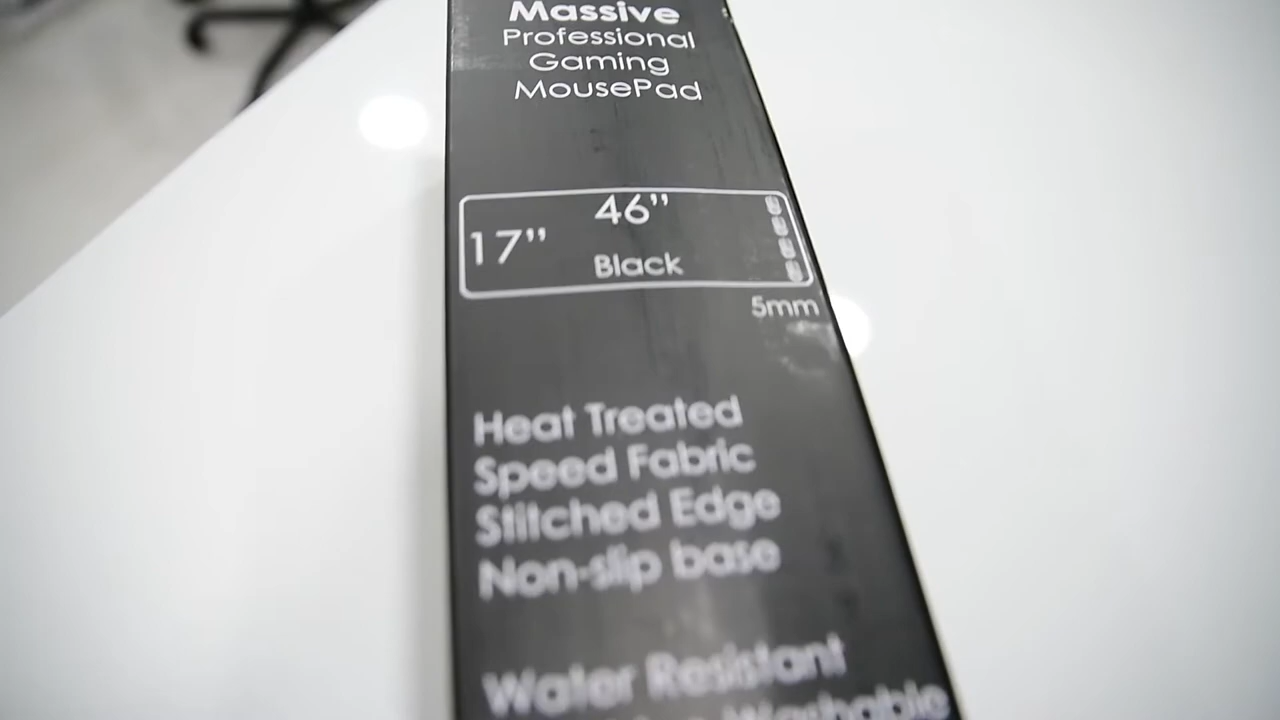 Massive
Professional
Gaming
MousePad
46”
17”
Black
5mm
Heat Treated
Speed Fabric
Stitched Edge
Non-slip base
Water Resistant
Washable